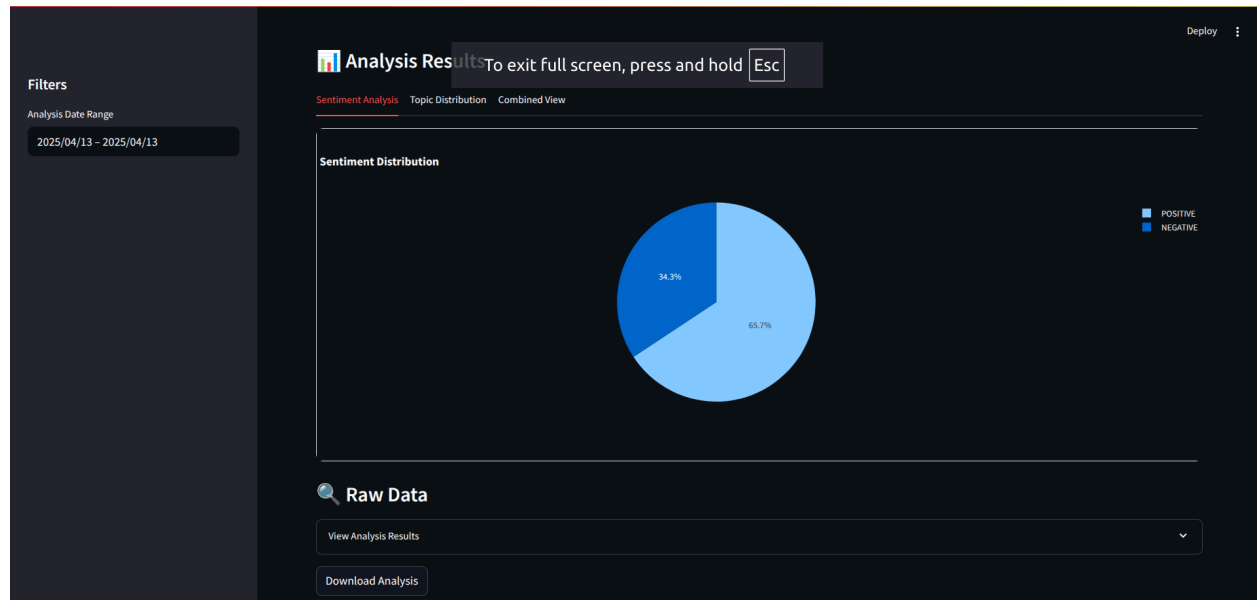 Deploy
Filters
Analysis Date Range
2025/04/13 – 2025/04/13
Analysis Results
To exit full screen, press and hold Esc
Sentiment Analysis Topic Distribution Combined View
Sentiment Distribution
POSITIVE
NEGATIVE
34.3%
65.7%
Raw Data
View Analysis Results
Download Analysis